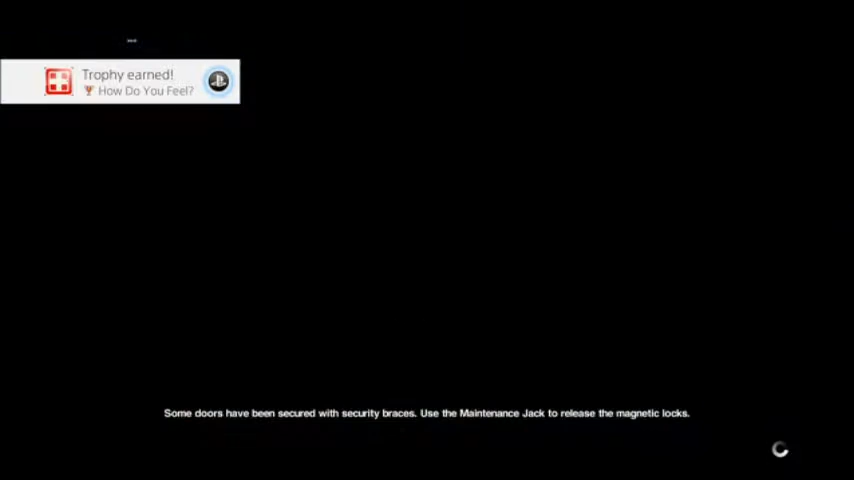 Trophy earned!
How Do You Feel?
Some doors have been secured with security braces. Use the Maintenance Jack to release the magnetic locks.